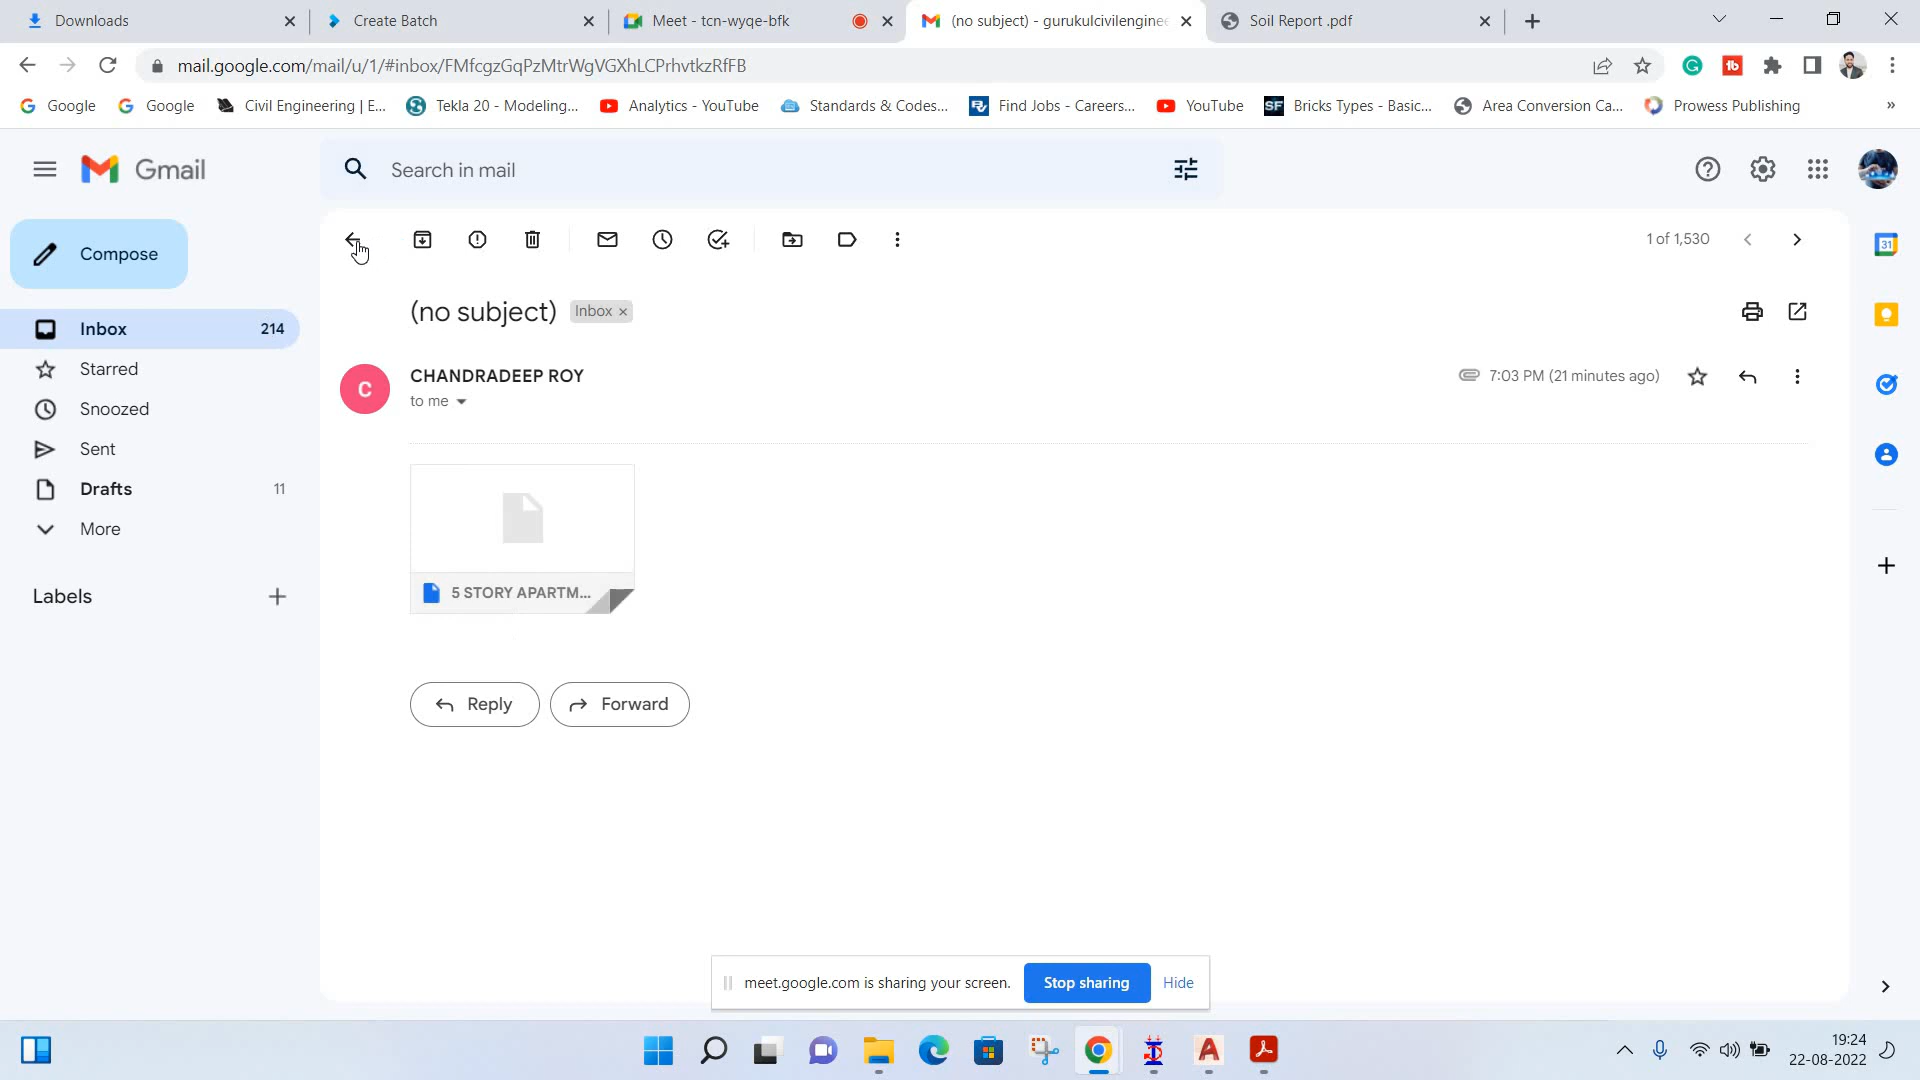 Downloads
Create Batch
Meet - tcn-wyqe-bfk
(no subject) - gurukulcivilenginee
Soil Report .pdf
mail.google.com/mail/u/1/#inbox/FMfcgzGqPzMtrWgVGXhLCPrhvtkzRfFB
Google
Google
Civil Engineering | E...
Tekla 20 - Modeling...
Analytics - YouTube
Standards & Codes...
Find Jobs - Careers...
YouTube
SF
Bricks Types - Basic...
Area Conversion Ca...
Prowess Publishing
»
Gmail
Search in mail
Compose
1 of 1,530
31
(no subject)
Inbox ×
Inbox
214
Starred
Snoozed
Sent
Drafts
11
More
Labels
C
CHANDRADEEP ROY
to me
7:03 PM (21 minutes ago)
5 STORY APARTM...
Reply
Forward
meet.google.com is sharing your screen.
Stop sharing
Hide
19:24
22-08-2022